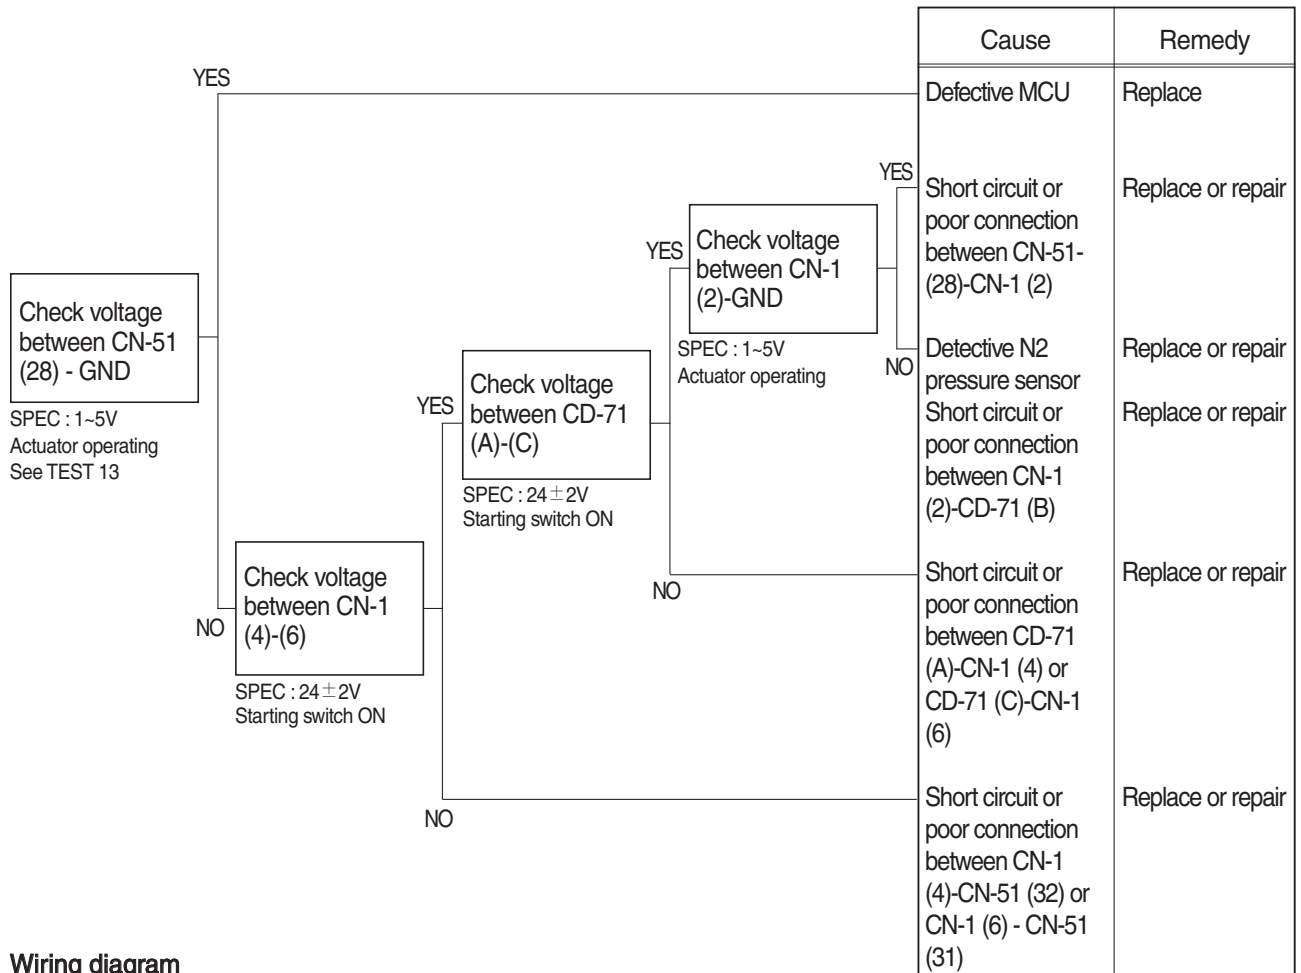 Cause
Remedy
YES
Defective MCU
Replace
YES
Short circuit or
poor connection
between CN-51-
(28)-CN-1 (2)
Replace or repair
YES
Check voltage
between CN-1
(2)-GND
SPEC : 1~5V
Actuator operating
NO
Detective N2
pressure sensor
Replace or repair
Short circuit or
poor connection
between CN-1
(2)-CD-71 (B)
Replace or repair
Check voltage
between CN-51
(28) - GND
SPEC : 1~5V
Actuator operating
See TEST 13
YES
Check voltage
between CD-71
(A)-(C)
SPEC : 24±2V
Starting switch ON
NO
Short circuit or
poor connection
between CD-71
(A)-CN-1 (4) or
CD-71 (C)-CN-1
(6)
Replace or repair
NO
Check voltage
between CN-1
(4)-(6)
SPEC : 24±2V
Starting switch ON
NO
Short circuit or
poor connection
between CN-1
(4)-CN-51 (32) or
CN-1 (6) - CN-51
(31)
Replace or repair
Wiring diagram